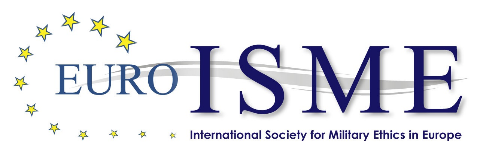 EURO ISME
International Society for Military Ethics in Europe